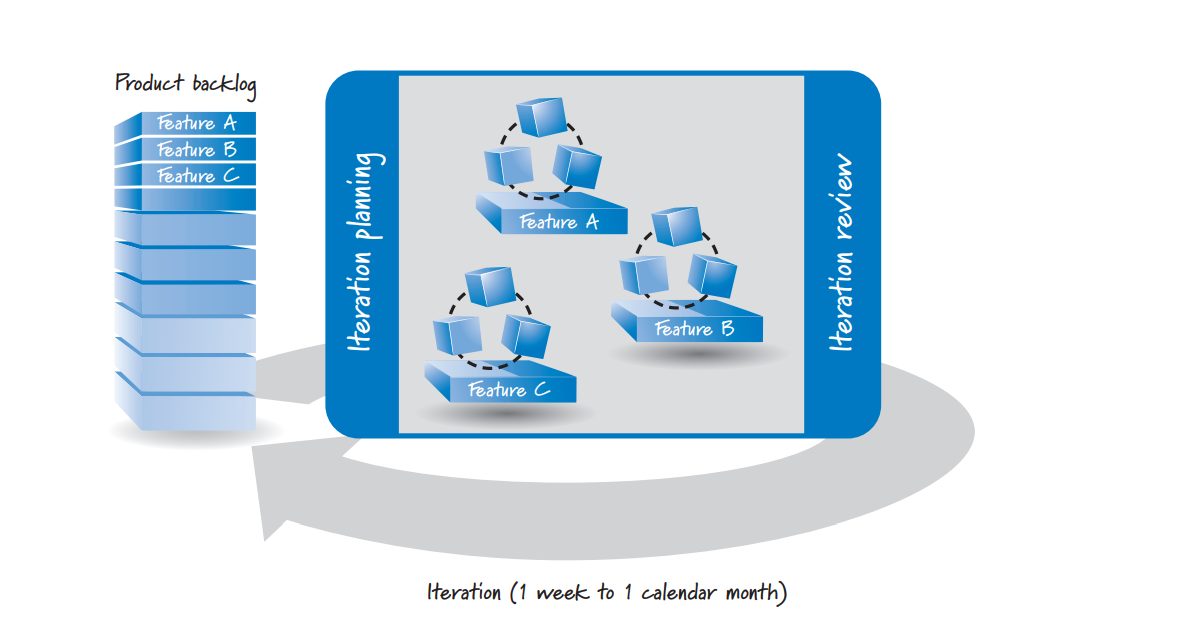 Product backlog
Feature A
Feature B
Feature C
Iteration planning
Feature A
Feature B
Feature C
Iteration review
Iteration (1 week to 1 calendar month)